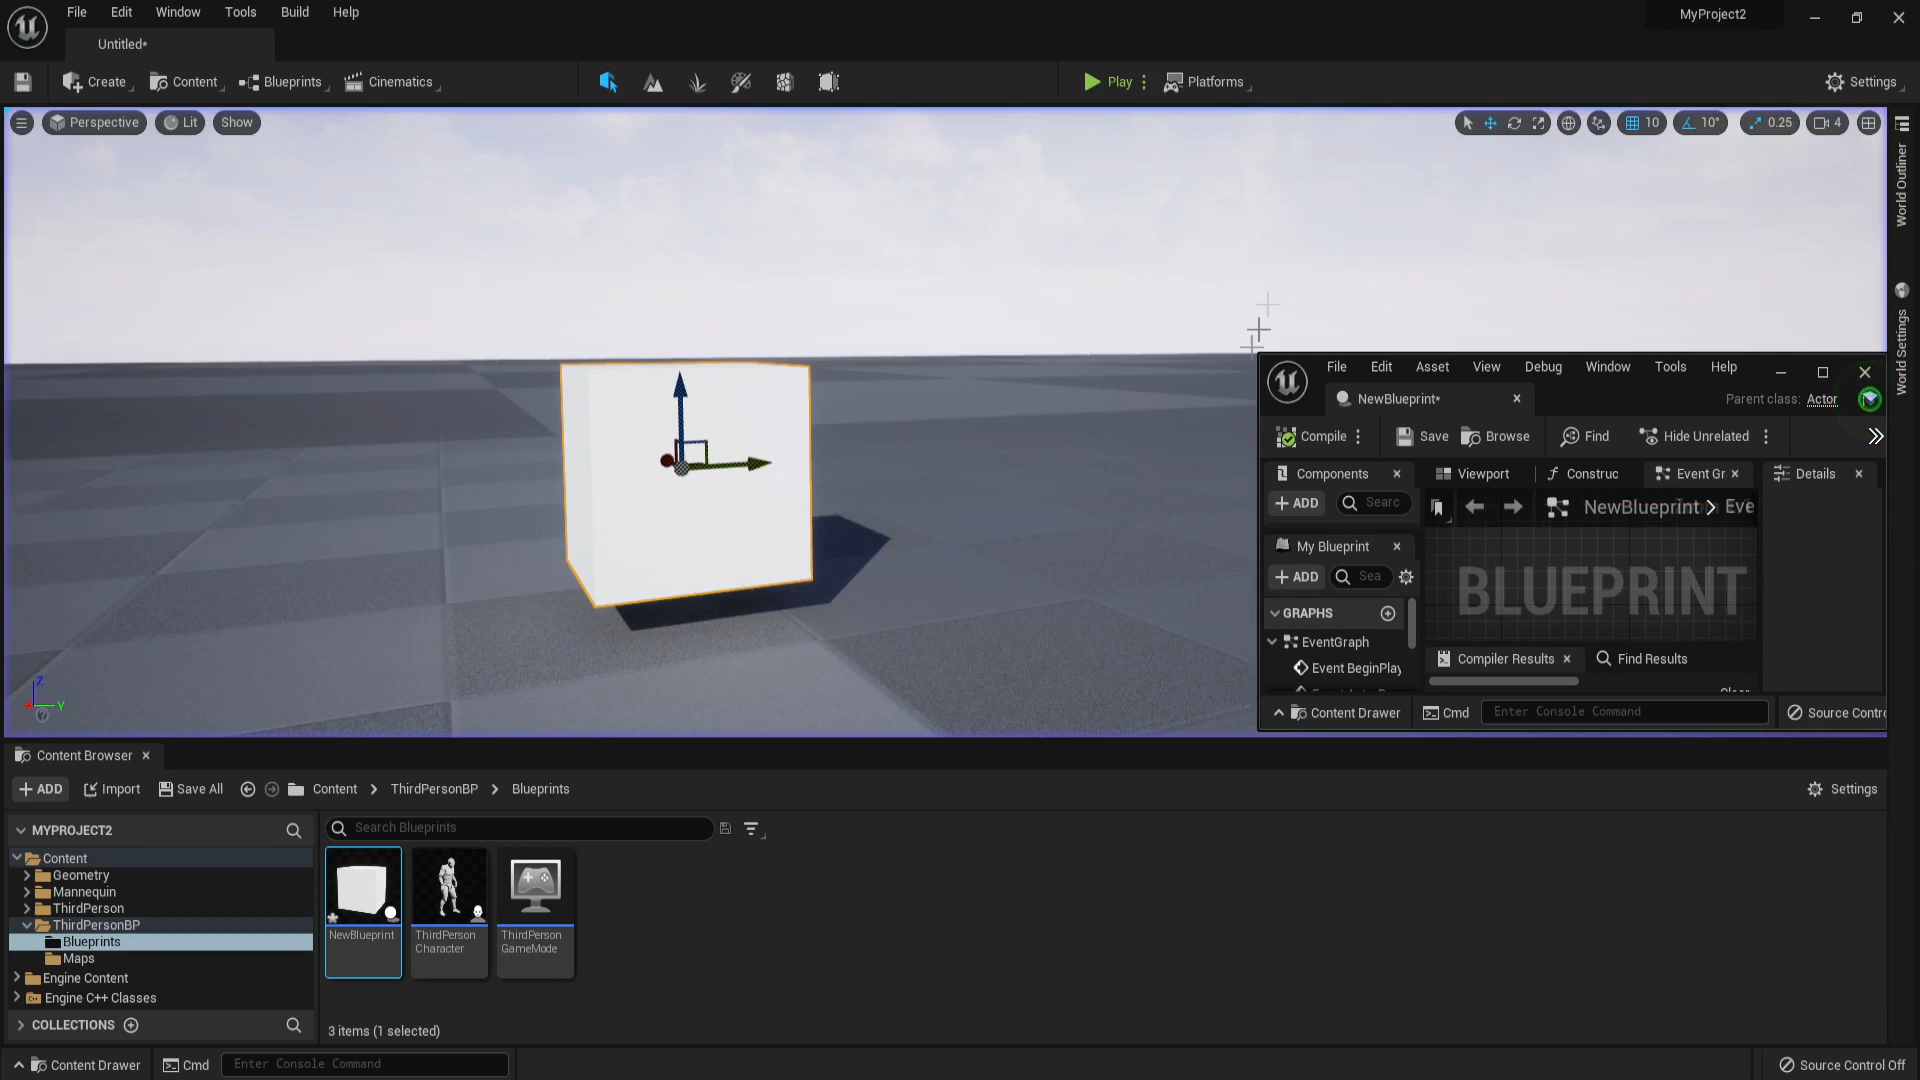 File Edit Window Tools Build Help
MyProject2
Untitled*
Create Content Blueprints Cinematics Play Platforms Settings
Perspective Lit Show 10 10° 0.25 4
World Outliner
World Settings
File Edit Asset View Debug Window Tools Help
NewBlueprint* Parent class: Actor
Compile Save Browse Find Hide Unrelated
Components Viewport Construc Event Gr Details
ADD Searc NewBlueprint > Eve
My Blueprint
ADD Sea
BLUEPRINT
GRAPHS
EventGraph
Event BeginPlay
Compiler Results Find Results
Content Drawer Cmd Enter Console Command Source Contro
Z
Y
Content Browser
ADD Import Save All Content > ThirdPersonBP > Blueprints Settings
MYPROJECT2
Search Blueprints
Content
Geometry
Mannequin
ThirdPerson
ThirdPersonBP
Blueprints
Maps
Engine Content
Engine C++ Classes
COLLECTIONS
NewBlueprint
ThirdPerson
Character
ThirdPerson
GameMode
3 items (1 selected)
Content Drawer Cmd Enter Console Command Source Control Off